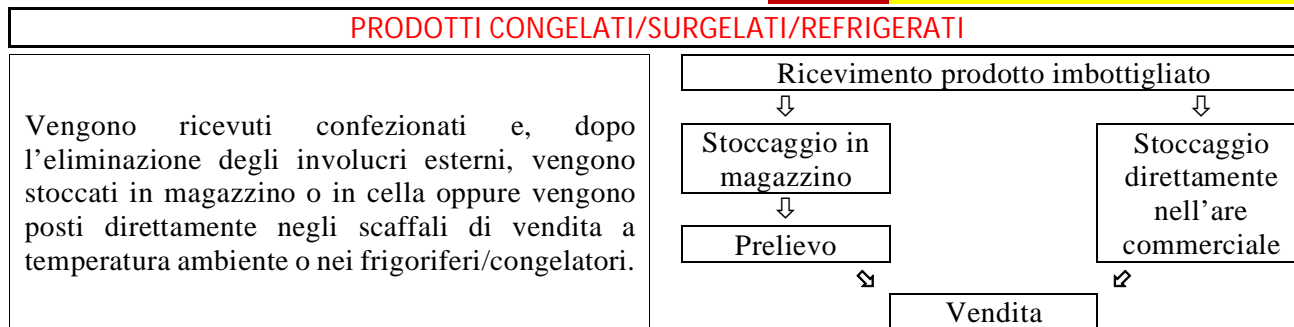 PRODOTTI CONGELATI/SURGELATI/REFRIGERATI
Vengono ricevuti confezionati e, dopo
l’eliminazione degli involucri esterni, vengono
stoccati in magazzino o in cella oppure vengono
posti direttamente negli scaffali di vendita a
temperatura ambiente o nei frigoriferi/congelatori.
Ricevimento prodotto imbottigliato
Stoccaggio in
magazzino
Prelievo
Stoccaggio
direttamente
nell’are
commerciale
Vendita